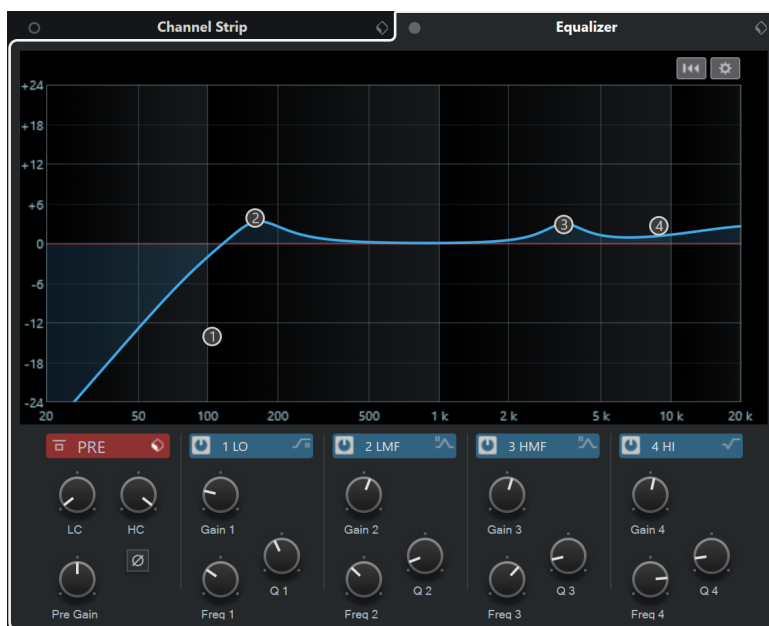 Channel Strip
Equalizer
+24
+18
+12
+6
0
-6
-12
-18
-24
1
2
3
4
20 50 100 200 500 1 k 2 k 5 k 10 k 20 k
PRE
1 LO
2 LMF
3 HMF
4 HI
LC HC
Gain 1
Gain 2
Gain 3
Gain 4
Ø
Q 1
Q 2
Q 3
Q 4
Pre Gain
Freq 1
Freq 2
Freq 3
Freq 4